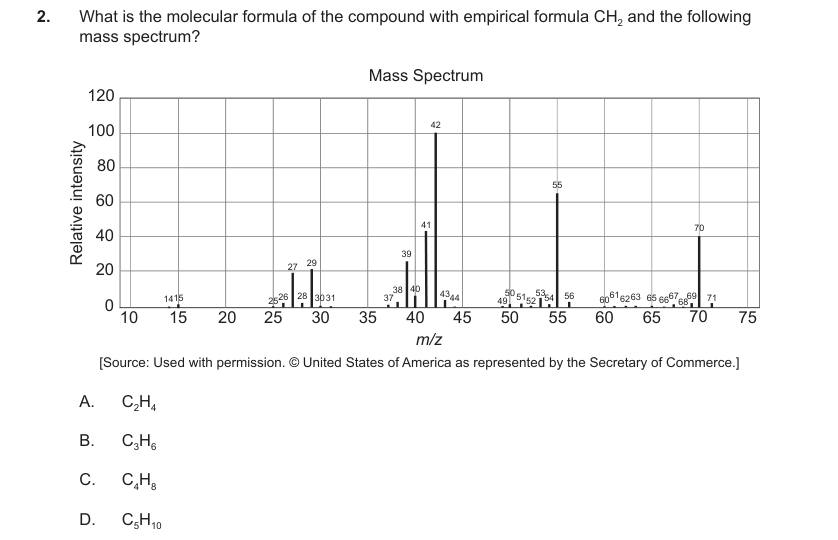 2. What is the molecular formula of the compound with empirical formula CH₂ and the following
mass spectrum?
Mass Spectrum
120
100
80
60
40
20
0
Relative intensity
14 15 25 26 27 28 29 30 31 37 38 39 40 41 42 43 44 49 50 51 52 53 54 55 56 60 61 62 63 65 66 67 68 69 70 71
10 15 20 25 30 35 40 45 50 55 60 65 70 75
m/z
[Source: Used with permission. © United States of America as represented by the Secretary of Commerce.]
A. C₂H₄
B. C₃H₆
C. C₄H₈
D. C₅H₁₀